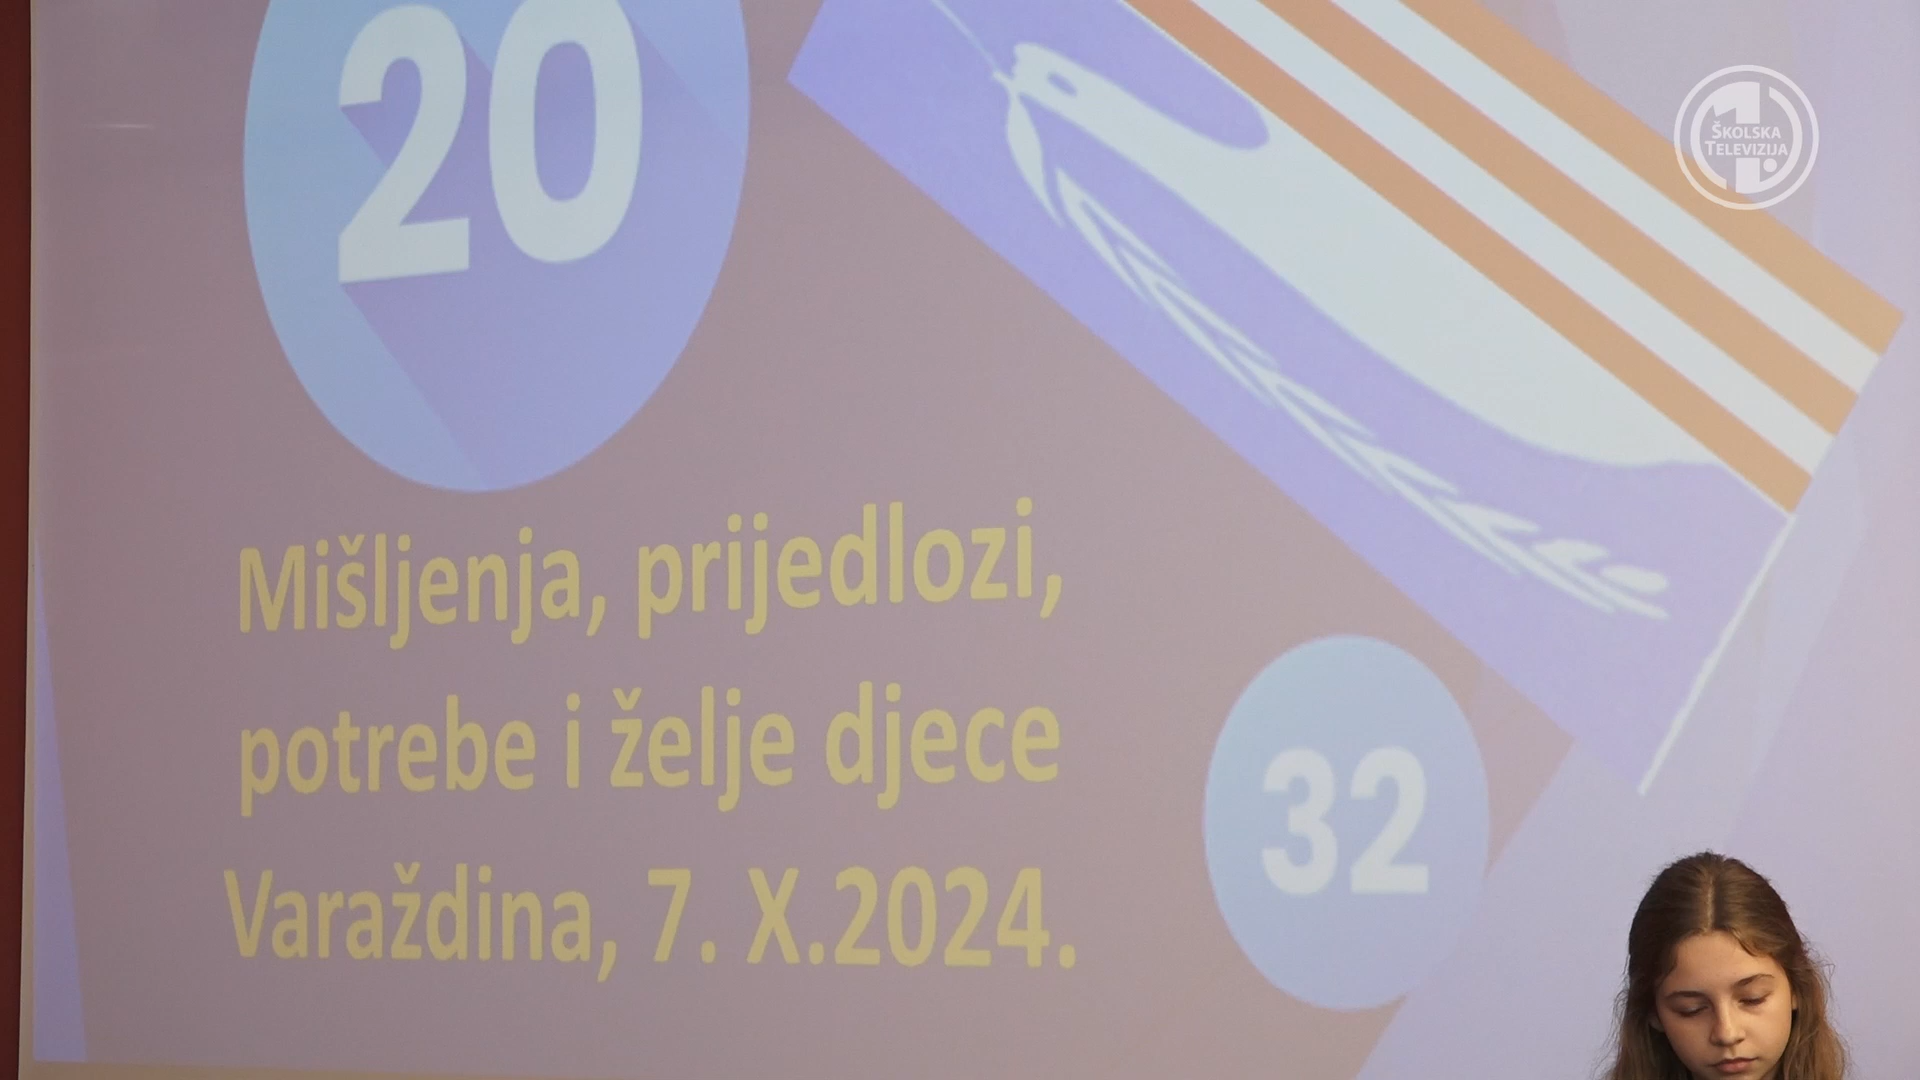 20
ŠKOLSKA
TELEVIZIJA
Mišljenja, prijedlozi,
potrebe i želje djece
Varaždina, 7. X.2024.
32